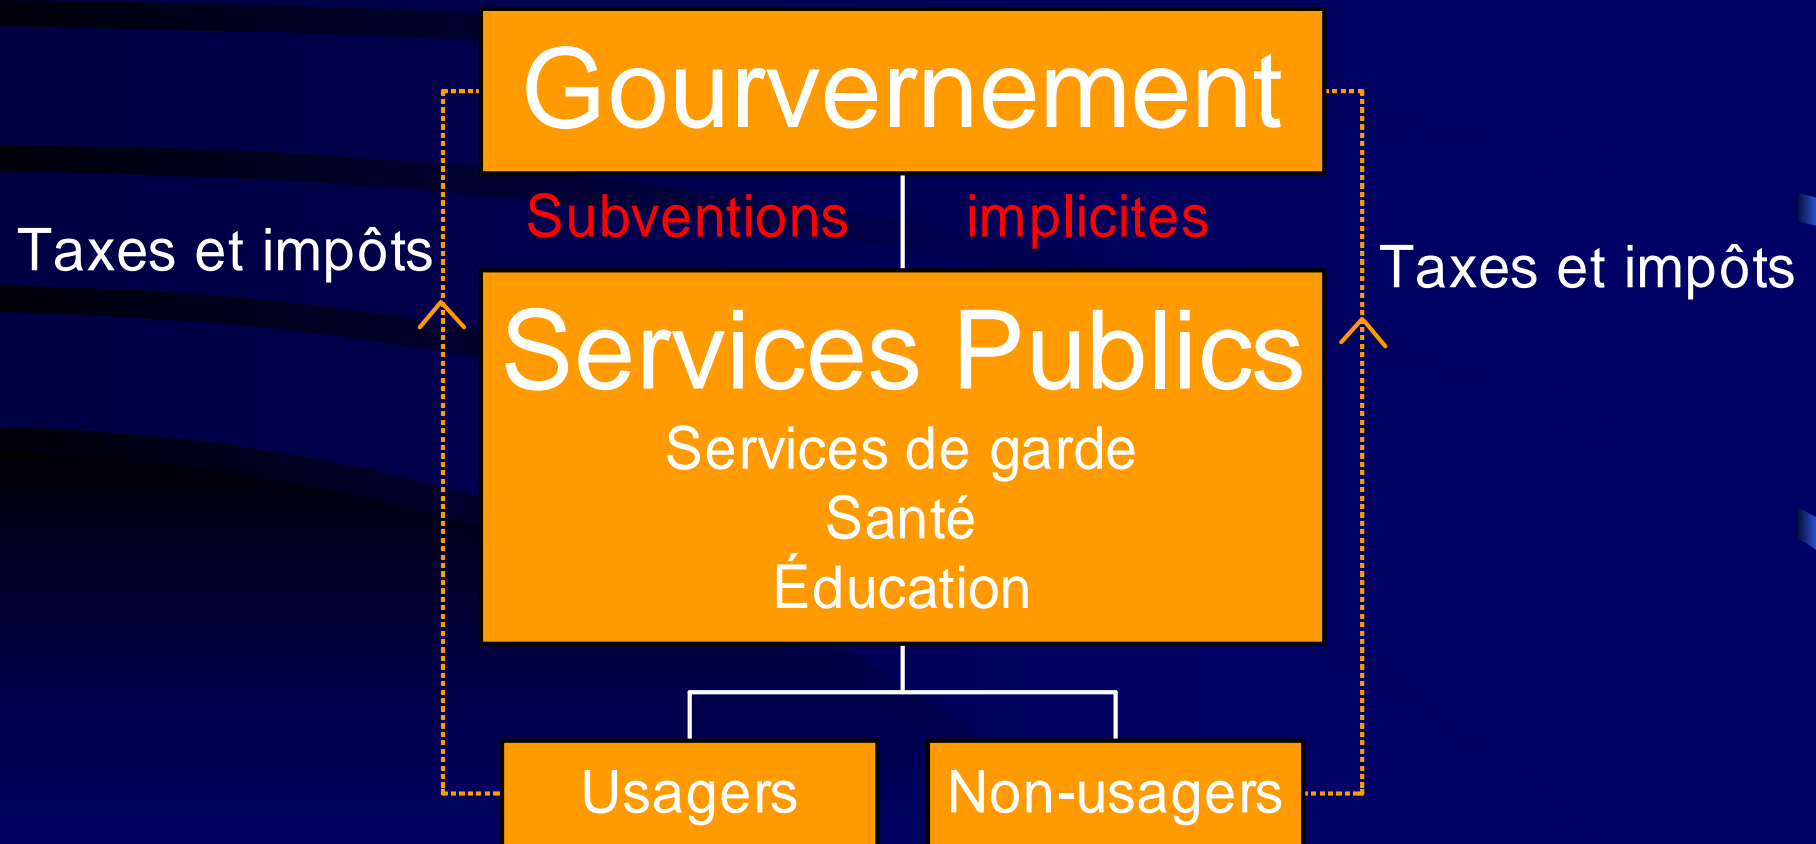 Gourvernement
Subventions implicites
Taxes et impôts
Taxes et impôts
Services Publics
Services de garde
Santé
Éducation
Usagers
Non-usagers